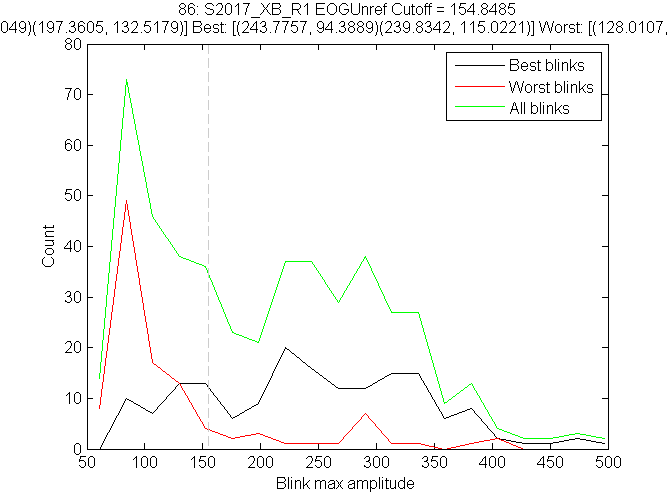 86: S2017_XB_R1 EOGUnref Cutoff = 154.8485
049)(197.3605, 132.5179)] Best: [(243.7757, 94.3889)(239.8342, 115.0221)] Worst: [(128.0107,
80
70
60
50
40
30
20
10
0
Count
Best blinks
Worst blinks
All blinks
50 100 150 200 250 300 350 400 450 500
Blink max amplitude